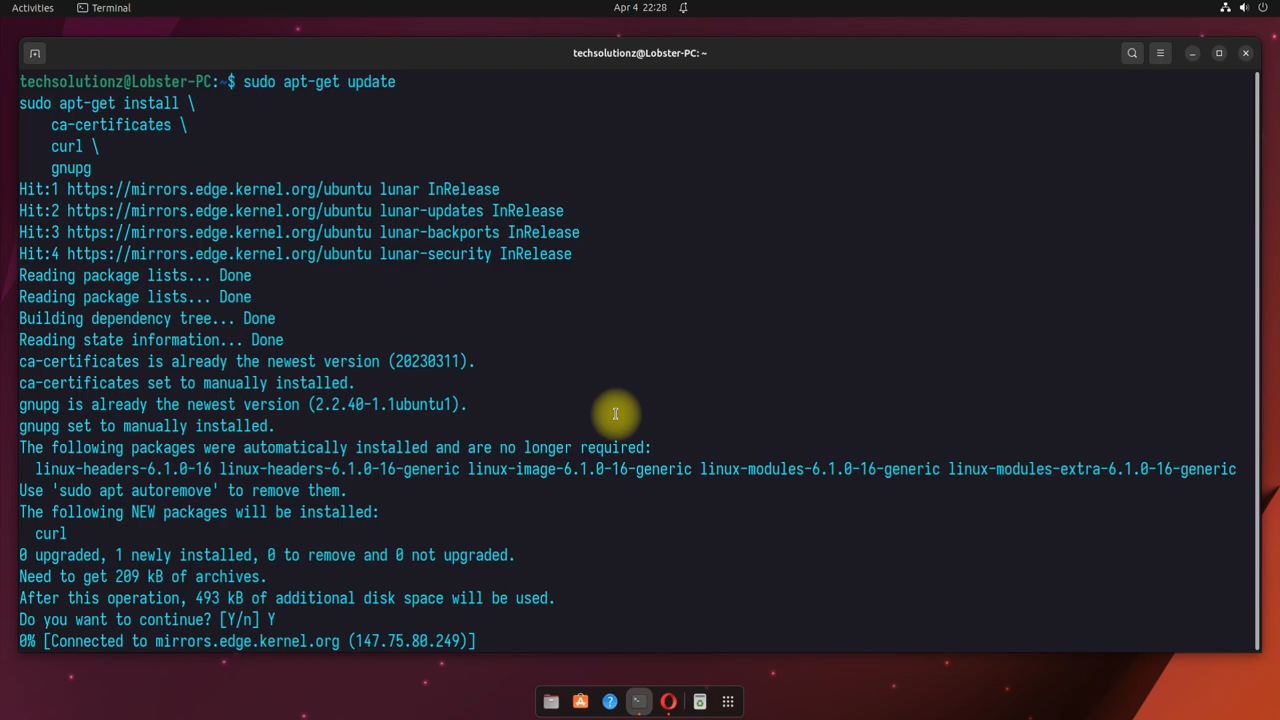 Activities
Terminal
Apr 4 22:28
techsolutionz@Lobster-PC: ~
techsolutionz@Lobster-PC:~$ sudo apt-get update
sudo apt-get install \
    ca-certificates \
    curl \
    gnupg
Hit:1 https://mirrors.edge.kernel.org/ubuntu lunar InRelease
Hit:2 https://mirrors.edge.kernel.org/ubuntu lunar-updates InRelease
Hit:3 https://mirrors.edge.kernel.org/ubuntu lunar-backports InRelease
Hit:4 https://mirrors.edge.kernel.org/ubuntu lunar-security InRelease
Reading package lists... Done
Reading package lists... Done
Building dependency tree... Done
Reading state information... Done
ca-certificates is already the newest version (20230311).
ca-certificates set to manually installed.
gnupg is already the newest version (2.2.40-1.1ubuntu1).
gnupg set to manually installed.
The following packages were automatically installed and are no longer required:
  linux-headers-6.1.0-16 linux-headers-6.1.0-16-generic linux-image-6.1.0-16-generic linux-modules-6.1.0-16-generic linux-modules-extra-6.1.0-16-generic
Use 'sudo apt autoremove' to remove them.
The following NEW packages will be installed:
  curl
0 upgraded, 1 newly installed, 0 to remove and 0 not upgraded.
Need to get 209 kB of archives.
After this operation, 493 kB of additional disk space will be used.
Do you want to continue? [Y/n] Y
0% [Connected to mirrors.edge.kernel.org (147.75.80.249)]